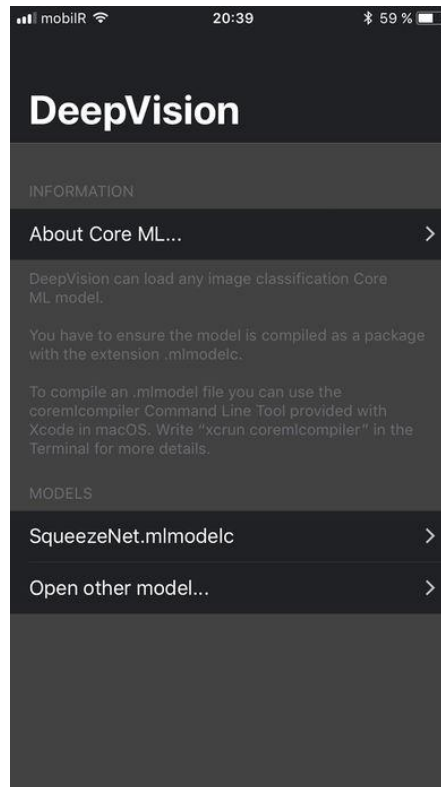 mobilR 20:39 59 %
DeepVision
INFORMATION
About Core ML...
DeepVision can load any image classification Core
ML model.
You have to ensure the model is compiled as a package
with the extension .mlmodelc.
To compile an .mlmodel file you can use the
coremlcompiler Command Line Tool provided with
Xcode in macOS. Write “xcrun coremlcompiler” in the
Terminal for more details.
MODELS
SqueezeNet.mlmodelc
Open other model...